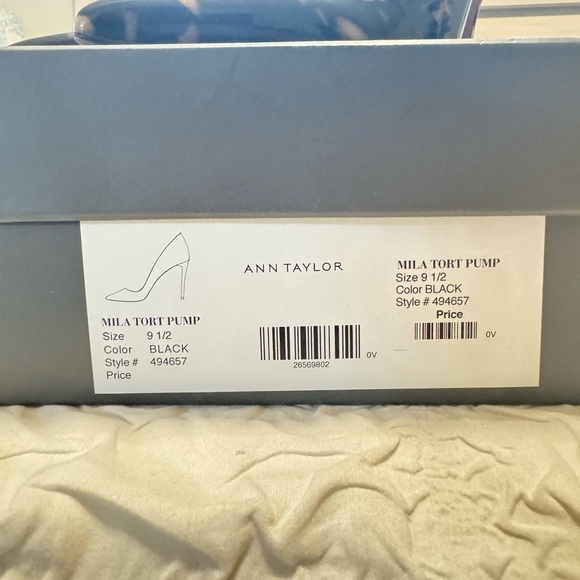 ANN TAYLOR
MILA TORT PUMP
Size 9 1/2
Color BLACK
Style # 494657
Price
26569802
0V
MILA TORT PUMP
Size 9 1/2
Color BLACK
Style # 494657
Price
0V